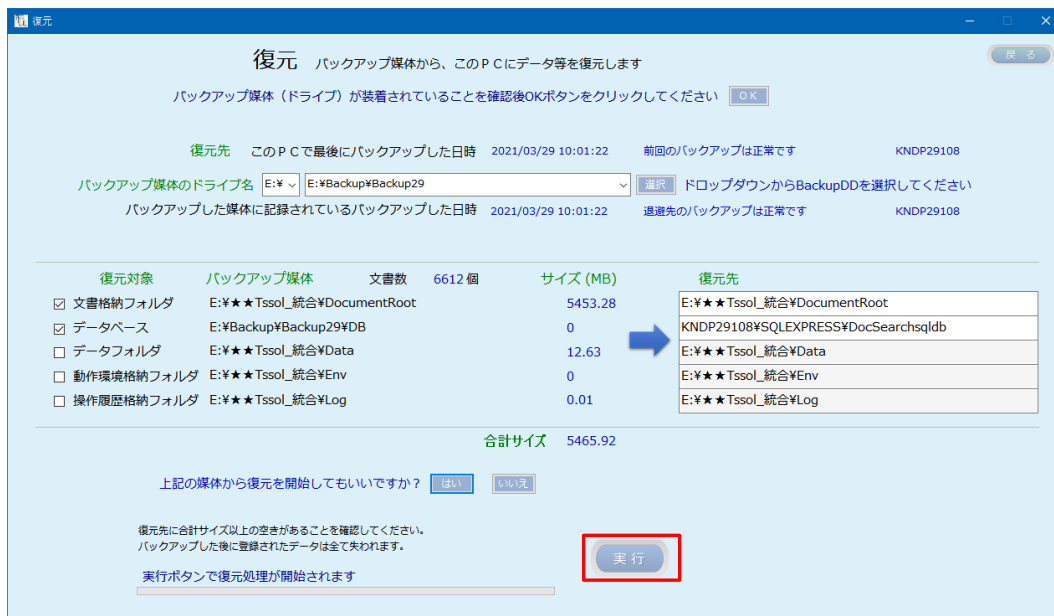 復元
戻 る
復元 バックアップ媒体から、このＰＣにデータ等を復元します
バックアップ媒体（ドライブ）が装着されていることを確認後OKボタンをクリックしてください OK
復元先 このＰＣで最後にバックアップした日時 2021/03/29 10:01:22 前回のバックアップは正常です KNDP29108
バックアップ媒体のドライブ名 E:¥ E:¥Backup¥Backup29 選択 ドロップダウンからBackupDDを選択してください
バックアップした媒体に記録されているバックアップした日時 2021/03/29 10:01:22 退避先のバックアップは正常です KNDP29108
復元対象 バックアップ媒体 文書数 6612 個 サイズ (MB) 復元先
文書格納フォルダ E:¥★★Tssol_統合¥DocumentRoot 5453.28 E:¥★★Tssol_統合¥DocumentRoot
データベース E:¥Backup¥Backup29¥DB 0 KNDP29108¥SQLEXPRESS¥DocSearchsqldb
データフォルダ E:¥★★Tssol_統合¥Data 12.63 E:¥★★Tssol_統合¥Data
動作環境格納フォルダ E:¥★★Tssol_統合¥Env 0 E:¥★★Tssol_統合¥Env
操作履歴格納フォルダ E:¥★★Tssol_統合¥Log 0.01 E:¥★★Tssol_統合¥Log
合計サイズ 5465.92
上記の媒体から復元を開始してもいいですか？ はい いいえ
復元先に合計サイズ以上の空きがあることを確認してください。
バックアップした後に登録されたデータは全て失われます。
実 行
実行ボタンで復元処理が開始されます